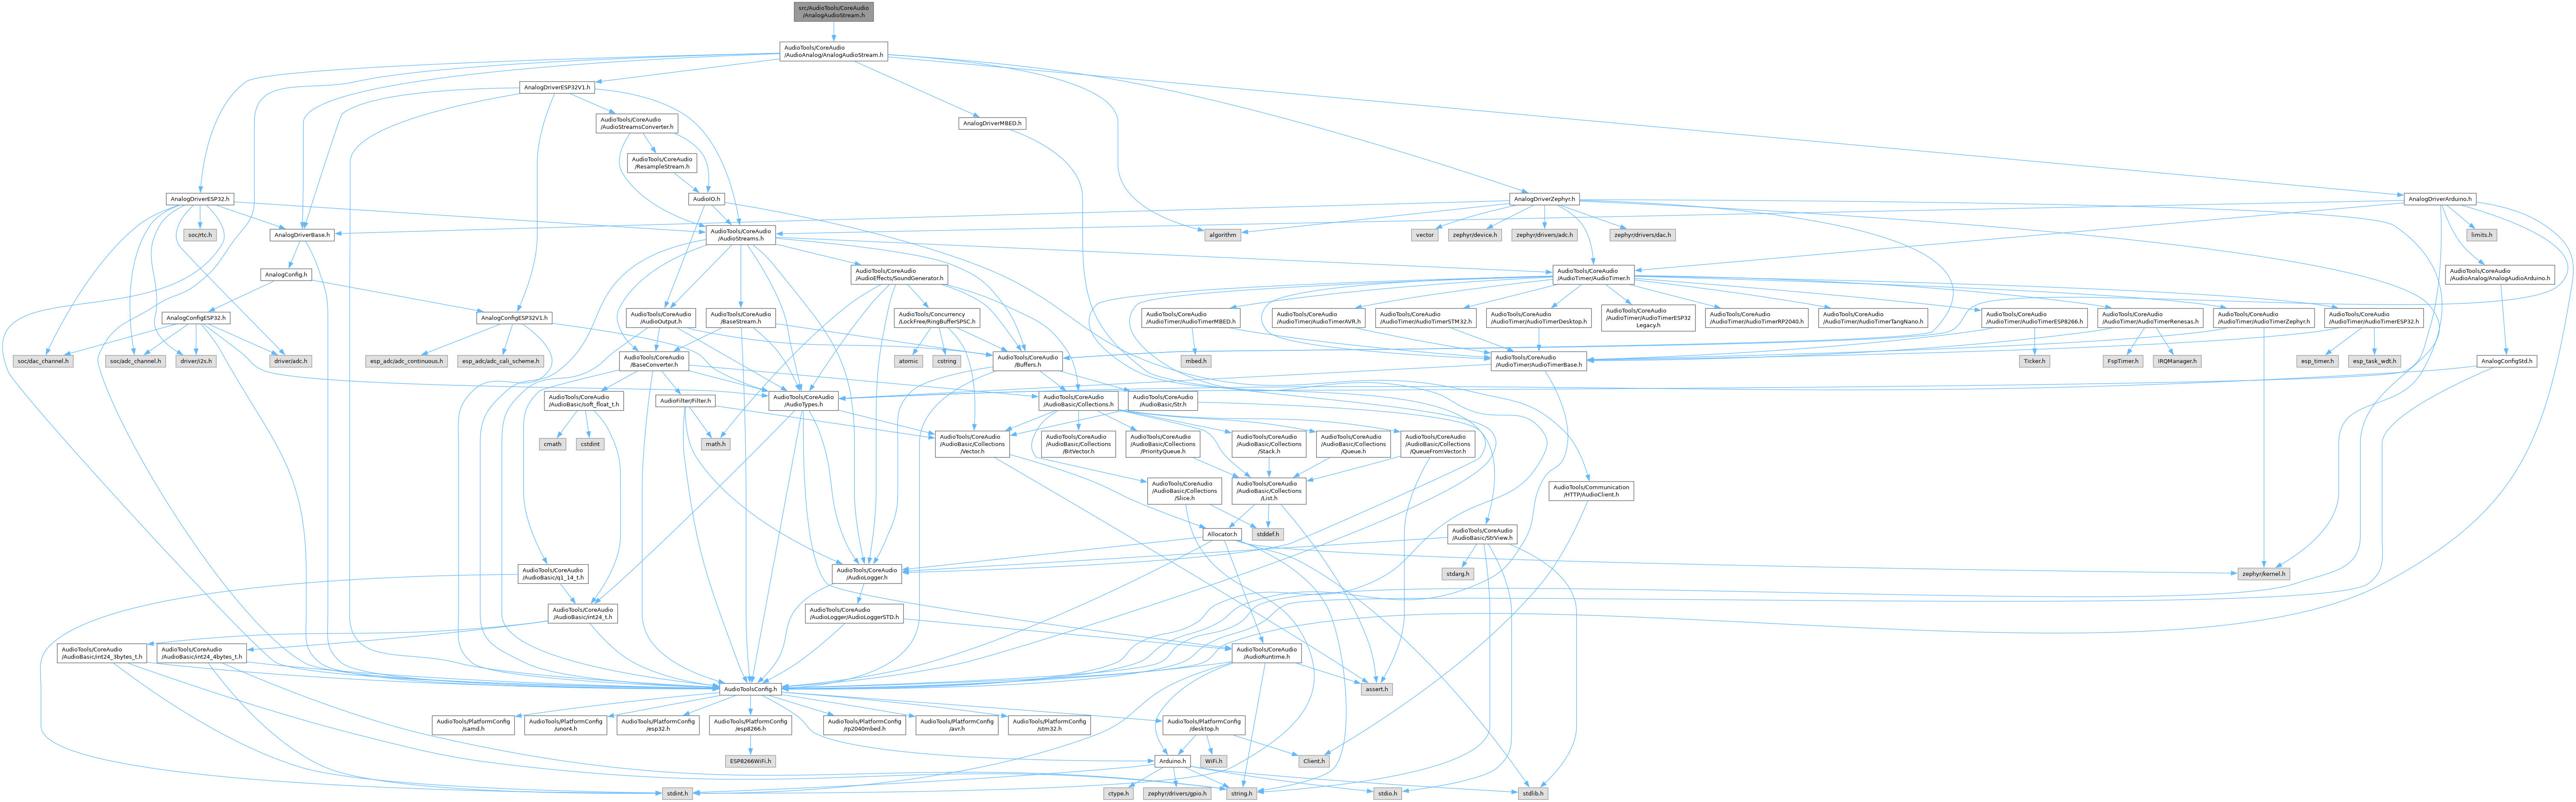 src/AudioTools/CoreAudio
/AnalogAudioStream.h
AudioTools/CoreAudio
/AudioAnalog/AnalogAudioStream.h
AnalogDriverESP32V1.h
AudioTools/CoreAudio
/AudioStreamsConverter.h
AnalogDriverMBED.h
AudioTools/CoreAudio
/ResampleStream.h
AnalogDriverESP32.h
AudioIO.h
AnalogDriverZephyr.h
AnalogDriverArduino.h
soc/rtc.h
AnalogDriverBase.h
AudioTools/CoreAudio
/AudioStreams.h
algorithm
vector
zephyr/device.h
zephyr/drivers/adc.h
zephyr/drivers/dac.h
limits.h
AnalogConfig.h
AudioTools/CoreAudio
/AudioEffects/SoundGenerator.h
AudioTools/CoreAudio
/AudioTimer/AudioTimer.h
AudioTools/CoreAudio
/AudioAnalog/AnalogAudioArduino.h
AnalogConfigESP32.h
AnalogConfigESP32V1.h
AudioTools/CoreAudio
/AudioOutput.h
AudioTools/CoreAudio
/BaseStream.h
AudioTools/Concurrency
/LockFree/RingBufferSPSC.h
AudioTools/CoreAudio
/AudioTimer/AudioTimerMBED.h
AudioTools/CoreAudio
/AudioTimer/AudioTimerAVR.h
AudioTools/CoreAudio
/AudioTimer/AudioTimerSTM32.h
AudioTools/CoreAudio
/AudioTimer/AudioTimerDesktop.h
AudioTools/CoreAudio
/AudioTimer/AudioTimerESP32
Legacy.h
AudioTools/CoreAudio
/AudioTimer/AudioTimerRP2040.h
AudioTools/CoreAudio
/AudioTimer/AudioTimerTangNano.h
AudioTools/CoreAudio
/AudioTimer/AudioTimerESP8266.h
AudioTools/CoreAudio
/AudioTimer/AudioTimerRenesas.h
AudioTools/CoreAudio
/AudioTimer/AudioTimerZephyr.h
AudioTools/CoreAudio
/AudioTimer/AudioTimerESP32.h
soc/dac_channel.h
soc/adc_channel.h
driver/i2s.h
driver/adc.h
esp_adc/adc_continuous.h
esp_adc/adc_cali_scheme.h
AudioTools/CoreAudio
/BaseConverter.h
atomic
cstring
AudioTools/CoreAudio
/Buffers.h
mbed.h
AudioTools/CoreAudio
/AudioTimer/AudioTimerBase.h
Ticker.h
FspTimer.h
IRQManager.h
esp_timer.h
esp_task_wdt.h
AnalogConfigStd.h
AudioTools/CoreAudio
/AudioBasic/soft_float_t.h
AudioFilter/Filter.h
AudioTools/CoreAudio
/AudioTypes.h
AudioTools/CoreAudio
/AudioBasic/Collections.h
AudioTools/CoreAudio
/AudioBasic/Str.h
cmath
cstdint
math.h
AudioTools/CoreAudio
/AudioBasic/Collections
/Vector.h
AudioTools/CoreAudio
/AudioBasic/Collections
/BitVector.h
AudioTools/CoreAudio
/AudioBasic/Collections
/PriorityQueue.h
AudioTools/CoreAudio
/AudioBasic/Collections
/Stack.h
AudioTools/CoreAudio
/AudioBasic/Collections
/Queue.h
AudioTools/CoreAudio
/AudioBasic/Collections
/QueueFromVector.h
AudioTools/CoreAudio
/AudioBasic/Collections
/Slice.h
AudioTools/CoreAudio
/AudioBasic/Collections
/List.h
AudioTools/Communication
/HTTP/AudioClient.h
Allocator.h
stddef.h
AudioTools/CoreAudio
/AudioBasic/StrView.h
AudioTools/CoreAudio
/AudioBasic/q1_14_t.h
AudioTools/CoreAudio
/AudioLogger.h
stdarg.h
zephyr/kernel.h
AudioTools/CoreAudio
/AudioBasic/int24_t.h
AudioTools/CoreAudio
/AudioLogger/AudioLoggerSTD.h
AudioTools/CoreAudio
/AudioBasic/int24_3bytes_t.h
AudioTools/CoreAudio
/AudioBasic/int24_4bytes_t.h
AudioTools/CoreAudio
/AudioRuntime.h
AudioToolsConfig.h
assert.h
AudioTools/PlatformConfig
/samd.h
AudioTools/PlatformConfig
/unor4.h
AudioTools/PlatformConfig
/esp32.h
AudioTools/PlatformConfig
/esp8266.h
AudioTools/PlatformConfig
/rp2040mbed.h
AudioTools/PlatformConfig
/avr.h
AudioTools/PlatformConfig
/stm32.h
AudioTools/PlatformConfig
/desktop.h
ESP8266WiFi.h
Arduino.h
WiFi.h
Client.h
stdint.h
ctype.h
zephyr/drivers/gpio.h
string.h
stdio.h
stdlib.h